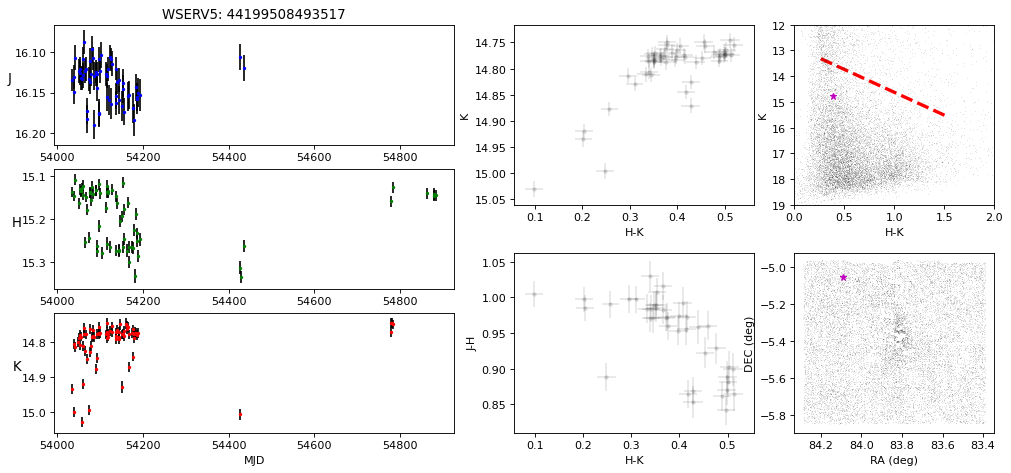 WSERV5: 44199508493517
J
16.10
16.15
16.20
54000 54200 54400 54600 54800
H
15.1
15.2
15.3
K
14.8
14.9
15.0
54000 54200 54400 54600 54800
MJD
K
14.75
14.80
14.85
14.90
14.95
15.00
15.05
0.1 0.2 0.3 0.4 0.5
H-K
J-H
1.05
1.00
0.95
0.90
0.85
0.1 0.2 0.3 0.4 0.5
H-K
K
12
13
14
15
16
17
18
19
0.0 0.5 1.0 1.5 2.0
H-K
DEC (deg)
−5.0
−5.2
−5.4
−5.6
−5.8
84.2 84.0 83.8 83.6 83.4
RA (deg)